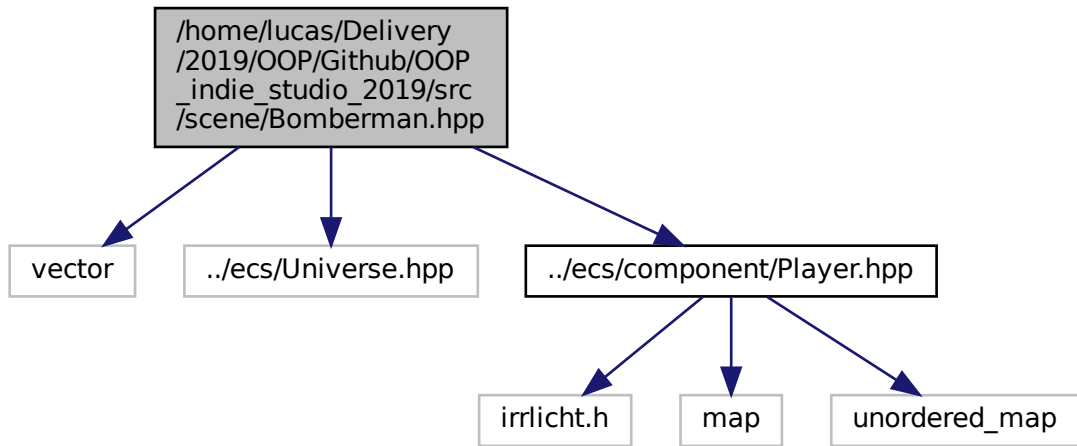 /home/lucas/Delivery
/2019/OOP/Github/OOP
_indie_studio_2019/src
/scene/Bomberman.hpp
vector
../ecs/Universe.hpp
../ecs/component/Player.hpp
irrlicht.h
map
unordered_map